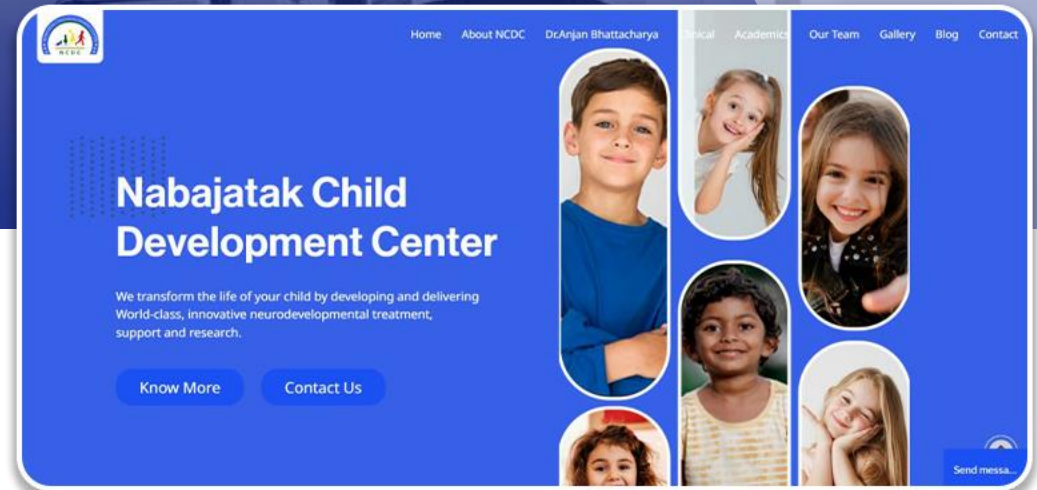 NCDC
Home About NCDC Dr.Anjan Bhattacharya Clinical Academics Our Team Gallery Blog Contact
Nabajatak Child
Development Center
We transform the life of your child by developing and delivering
World-class, innovative neurodevelopmental treatment,
support and research.
Know More Contact Us
Send messa...